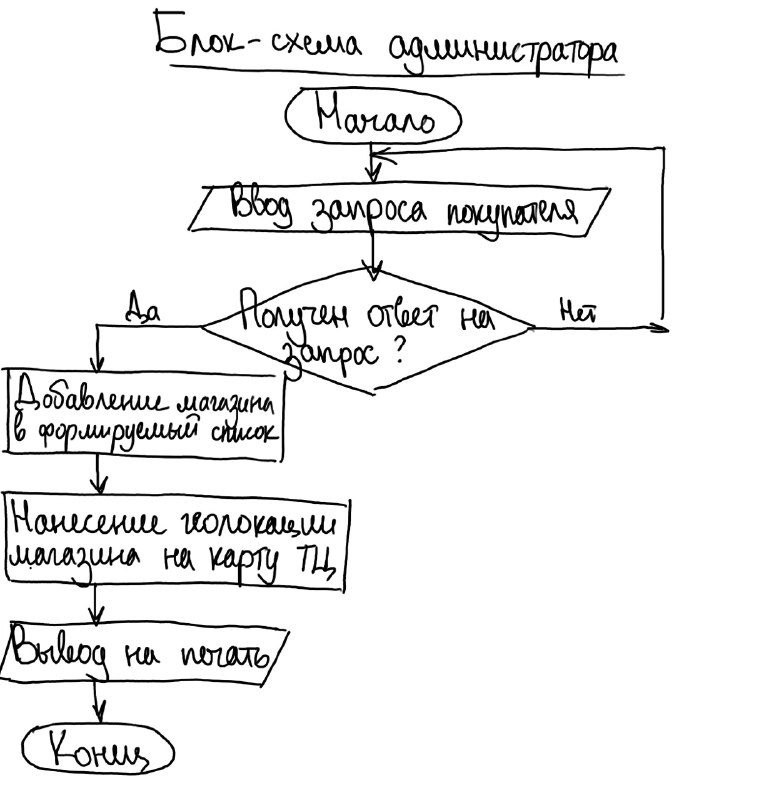 Блок-схема администратора
Начало
Ввод запроса покупателя
Да
Получен ответ на
Нет
запрос?
Добавление магазина
в формируемый список
Нанесение геолокации
магазина на карту ТЦ
Вывод на печать
Конец